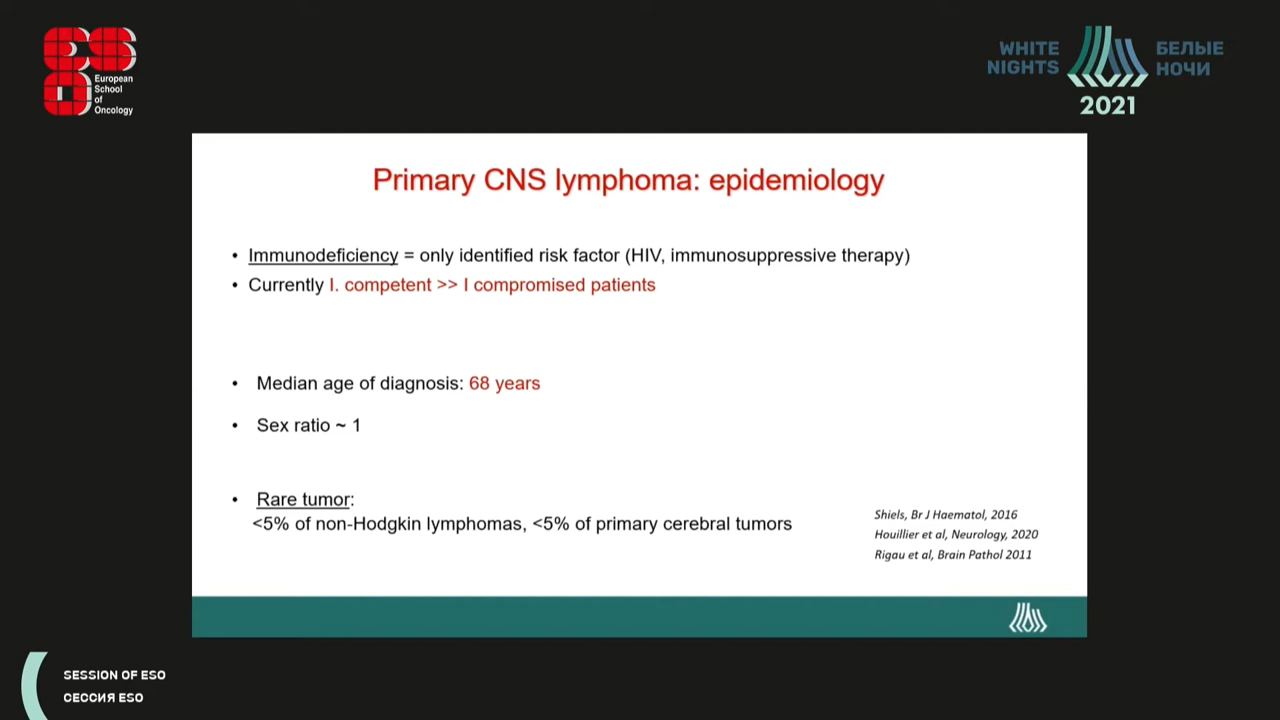 ESO
European
School
of
Oncology
WHITE
NIGHTS
БЕЛЫЕ
НОЧИ
2021
Primary CNS lymphoma: epidemiology
• Immunodeficiency = only identified risk factor (HIV, immunosuppressive therapy)
• Currently I. competent >> I compromised patients
• Median age of diagnosis: 68 years
• Sex ratio ~ 1
• Rare tumor:
<5% of non-Hodgkin lymphomas, <5% of primary cerebral tumors
Shiels, Br J Haematol, 2016
Houillier et al, Neurology, 2020
Rigau et al, Brain Pathol 2011
SESSION OF ESO
СЕССИЯ ESO